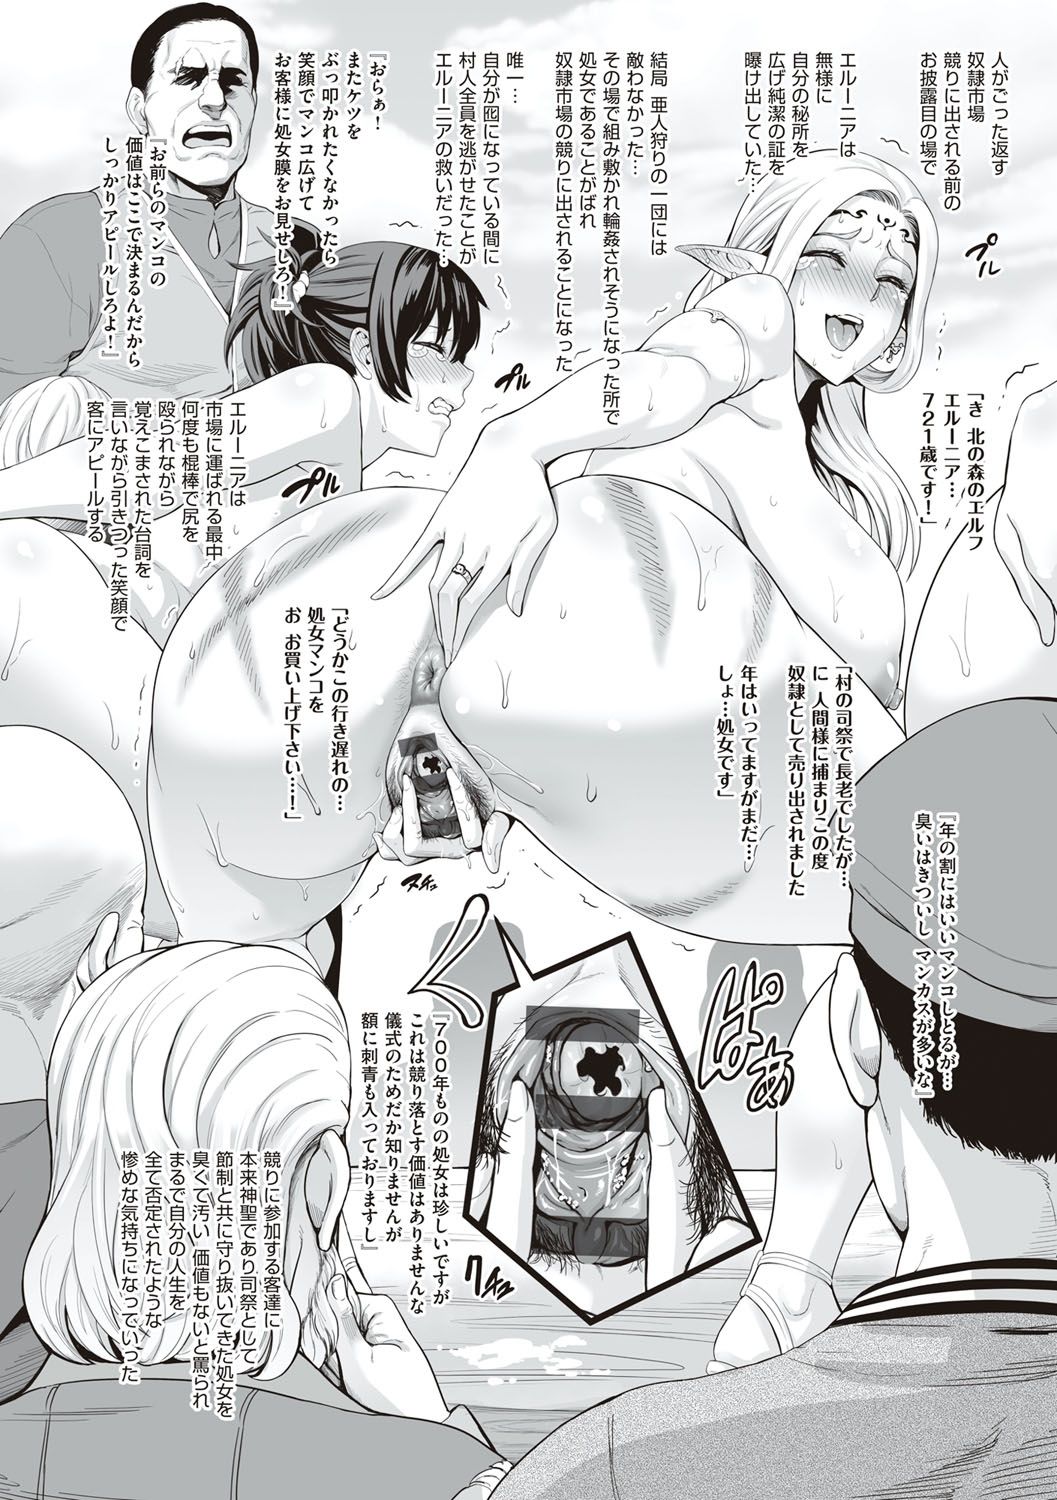 人がごった返す
奴隷市場
競りに出される前の
お披露目の場で
エルーニアは
無様に
自分の秘所を
広げ純潔の証を
曝け出していた…
結局 亜人狩りの一団には
敵わなかった…
その場で組み敷かれ輪姦されそうになった所で
処女であることがばれ
奴隷市場の競りに出されることになった
唯一…
自分が囮になっている間に
村人全員を逃がせたことが
エルーニアの救いだった…
『おらぁ!
またケツを
ぶっ叩かれたくなかったら
笑顔でマンコ広げて
お客様に処女膜をお見せしろ!』
『お前らのマンコの
価値はここで決まるんだから
しっかりアピールしろよ!』
プル
プル
プル
プル
「き 北の森のエルフ
エルーニア…
721歳です!」
エルーニアは
市場に運ばれる最中
何度も棍棒で尻を
殴られながら
覚えこまされた台詞を
言いながら引きつった笑顔で
客にアピールする
「村の司祭で長老でしたが…
に 人間様に捕まりこの度
奴隷として売り出されました
年はいってますがまだ…
しょ…処女です」
「どうかこの行き遅れの…
処女マンコを
お お買い上げ下さい…!」
『年の割にはいいマンコしとるが…
臭いはきついし マンカスが多いな』
ヌチュ
くぱぁ
『700年ものの処女は珍しいですが
これは競り落とす価値はありませんな
儀式のためだか知りませんが
額に刺青も入っておりますし』
クチュ
競りに参加する客達に
本来神聖であり司祭として
節制と共に守り抜いてきた処女を
臭くて汚い 価値もないと罵られ
まるで自分の人生を
全て否定されたような
惨めな気持ちになっていった